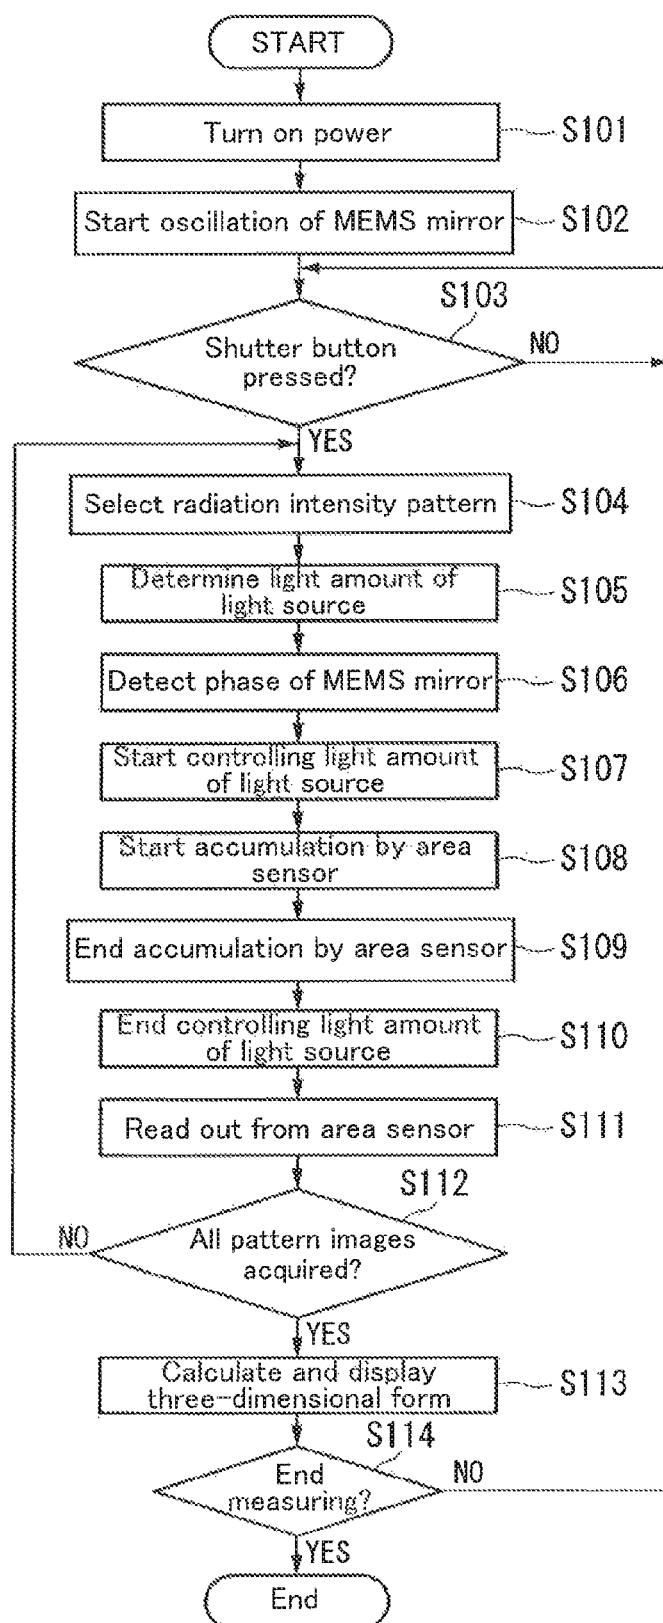 START
Turn on power
S101
Start oscillation of MEMS mirror
S102
S103
Shutter button
pressed?
NO
YES
Select radiation intensity pattern
S104
Determine light amount of
light source
S105
Detect phase of MEMS mirror
S106
Start controlling light amount
of light source
S107
Start accumulation by area
sensor
S108
End accumulation by area sensor
S109
End controlling light amount
of light source
S110
Read out from area sensor
S111
S112
NO
All pattern images
acquired?
YES
Calculate and display
three-dimensional form
S113
S114
End
measuring?
NO
YES
End